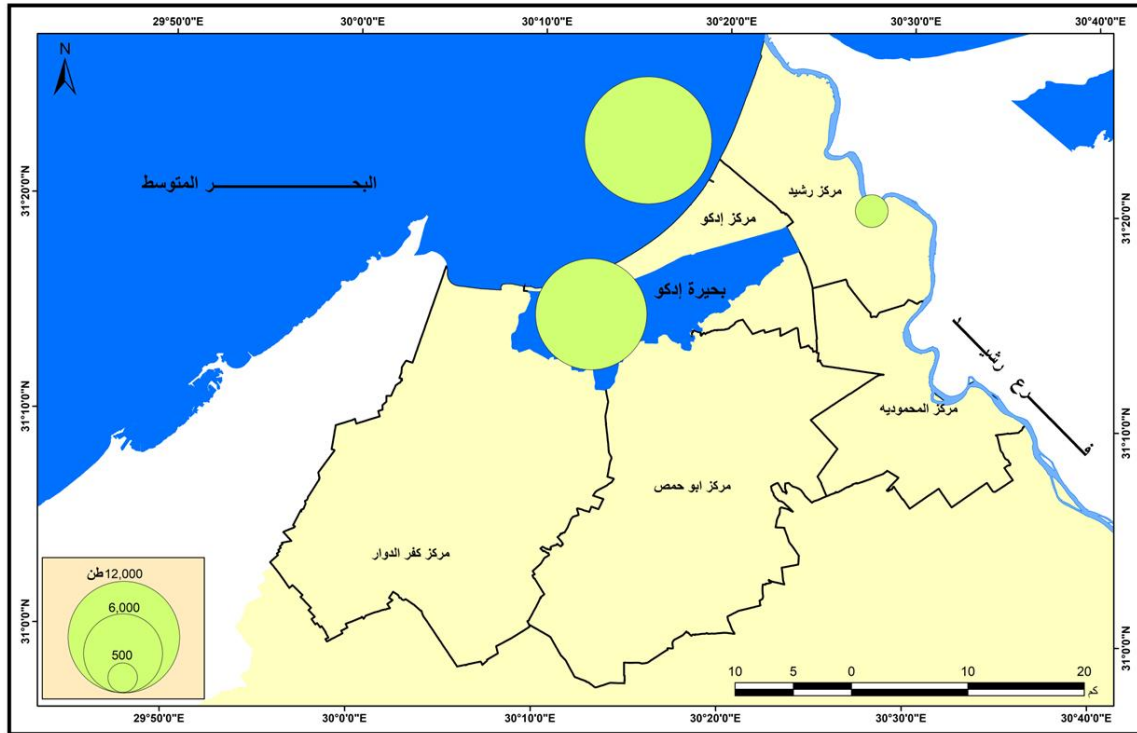 29°50'0"E
30°0'0"E
30°10'0"E
30°20'0"E
30°30'0"E
30°40'0"E
N
31°20'0"N
31°20'0"N
البحـــــــــــــــر المتوسط
مركز رشيد
مركز إدكو
بحيرة إدكو
فرع رشيد
31°10'0"N
31°10'0"N
مركز المحموديه
مركز ابو حمص
مركز كفر الدوار
31°0'0"N
31°0'0"N
طن 12,000
6,000
500
10 5 0 10 20
كم
29°50'0"E
30°0'0"E
30°10'0"E
30°20'0"E
30°30'0"E
30°40'0"E